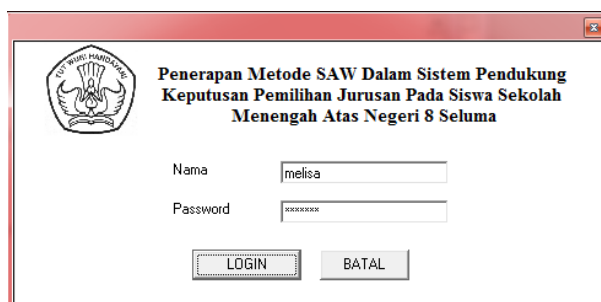 TUT WURI HANDAYANI
Penerapan Metode SAW Dalam Sistem Pendukung
Keputusan Pemilihan Jurusan Pada Siswa Sekolah
Menengah Atas Negeri 8 Seluma
Nama melisa
Password xxxxxxx
LOGIN BATAL